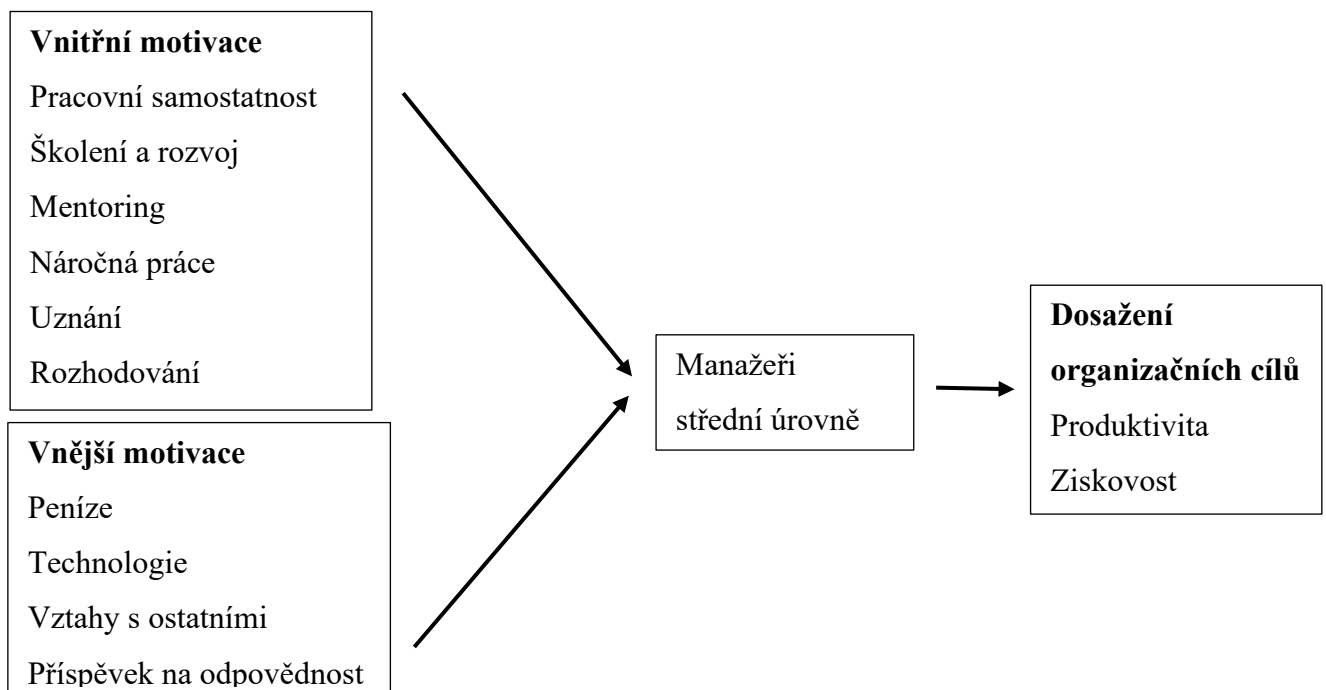 Vnitřní motivace
Pracovní samostatnost
Školení a rozvoj
Mentoring
Náročná práce
Uznání
Rozhodování
Vnější motivace
Peníze
Technologie
Vztahy s ostatními
Příspěvek na odpovědnost
Manažeři
střední úrovně
Dosažení
organizačních cílů
Produktivita
Ziskovost